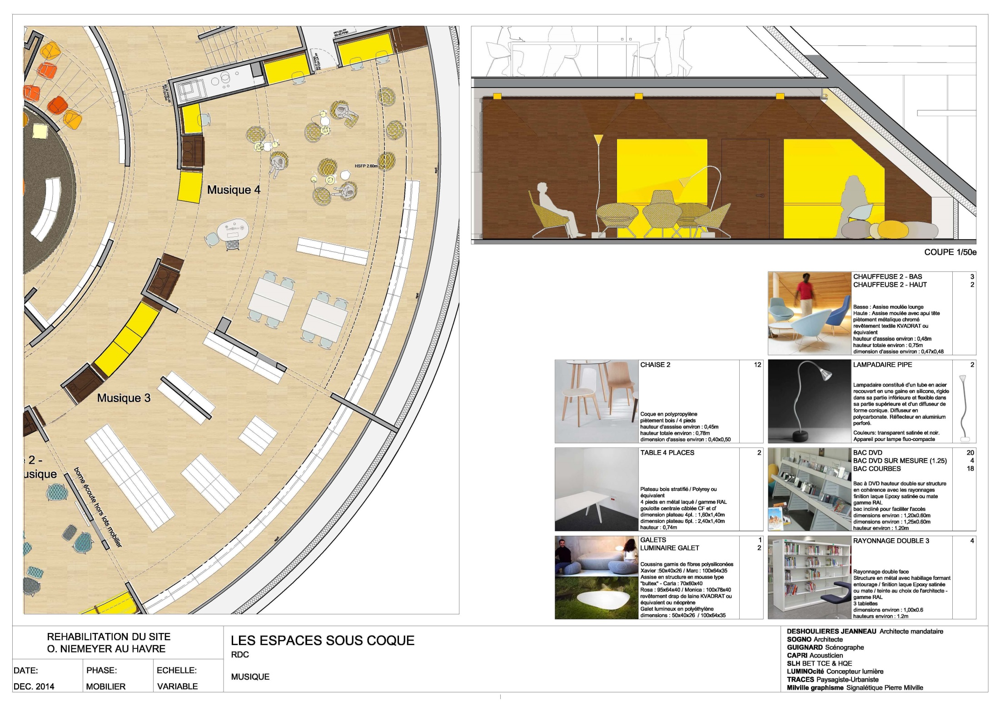 PF1/2H FP
Musique 4
HSFP 2.60m
grille
grille
Musique 3
2 -
usique
borne écoute hors lots mobilier
grille
COUPE 1/50e
CHAUFFEUSE 2 - BAS 3
CHAUFFEUSE 2 - HAUT 2
Basse : Assise moulée lounge
Haute : Assise moulée avec apui tête
piètement métalique chromé
revêtement textile KVADRAT ou
équivalent
hauteur d'asssise environ : 0,48m
hauteur totale environ : 0,75m
dimension d'assise environ : 0,47x0,48
CHAISE 2 12
Coque en polypropylène
piètement bois / 4 pieds
hauteur d'asssise environ : 0,45m
hauteur totale environ : 0,78m
dimension d'assise environ : 0,40x0,50
LAMPADAIRE PIPE 2
Lampadaire constitué d'un tube en acier
recouvert en une gaine en silicone, rigide
dans sa partie inférieure et flexible dans
sa partie supérieure et d'un diffuseur de
forme conique. Diffuseur en
polycarbonate. Réflecteur en aluminium
perforé.
Couleurs: transparent satinée et noir.
Appareil pour lampe fluo-compacte
TABLE 4 PLACES 2
Plateau bois stratifié / Polyrey ou
équivalent
4 pieds en métal laqué / gamme RAL
goulotte centrale câblée CF et cf
dimension plateau 4pl. : 1,60x1,40m
dimension plateau 6pl. : 2,40x1,40m
hauteur : 0,74m
BAC DVD 20
BAC DVD SUR MESURE (1.25) 4
BAC COURBES 18
Bac à DVD hauteur double sur structure
en cohérence avec les rayonnages
finition laque Epoxy satinée ou mate
gamme RAL
bac incliné pour faciliter l'accès
dimensions environ : 1,20x0.60m
dimensions environ : 1,25x0.60m
hauteur environ : 1.20m
GALETS 1
LUMINAIRE GALET 2
Coussins garnis de fibres polysiliconées
Xavier :50x40x26 / Marc : 100x64x35
Assise en structure en mousse type
"bultex" - Carla : 70x60x40
Rosa : 95x64x40 / Monica : 100x78x40
revêtement drap de laine KVADRAT ou
équivalent ou néoprène
Galet lumineux en polyéthylène
dimensions : 50x40x26 / 100x64x35
RAYONNAGE DOUBLE 3 4
Rayonnage double face
Structure en métal avec habillage formant
entourage / finition laque Epoxy satinée
ou mate / teinte au choix de l'architecte -
gamme RAL
3 tablettes
dimensions environ : 1,00x0.6
hauteurs environ : 1.2m
REHABILITATION DU SITE
O. NIEMEYER AU HAVRE
DATE: PHASE: ECHELLE:
DEC. 2014 MOBILIER VARIABLE
LES ESPACES SOUS COQUE
RDC
MUSIQUE
DESHOULIERES JEANNEAU Architecte mandataire
SOGNO Architecte
GUIGNARD Scénographe
CAPRI Acousticien
SLH BET TCE & HQE
LUMINOcité Concepteur lumière
TRACES Paysagiste-Urbaniste
Milville graphisme Signalétique Pierre Milville